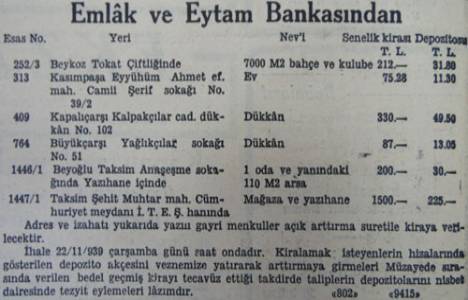 Emlâk ve Eytam Bankasından
Esas No. Yeri Nev'i Senelik kirası Depozitosu
T. L. T. L.
252/3 Beykoz Tokat Çiftliğinde 7000 M2 bahçe ve kulube 212.— 31.80
313 Kasımpaşa Eyyühüm Ahmet ef. Ev 75.28 11.30
mah. Camii Şerif sokağı No.
39/2
409 Kapalıçarşı Kalpakçılar cad. dük- Dükkân 330.— 49.50
kân No. 102
764 Büyükçarşı Yağlıkçılar sokağı Dükkân 87.— 13.05
No. 51
1446/1 Beyoğlu Taksim Anaçeşme soka- 1 oda ve yanındaki 200.— 30.—
ğında Yazıhane içinde 110 M2 arsa
1447/1 Taksim Şehit Muhtar mah. Cüm- Mağaza ve yazıhane 1500.— 225.—
huriyet meydanı İ. T. E. Ş. hanında
Adres ve izahatı yukarıda yazılı gayri menkuller açık arttırma suretile kiraya ve-
ilecektir.
İhale 22/11/939 çarşamba günü saat ondadır. Kiralamak isteyenlerin hizalarında
gösterilen depozito akçesini veznemize yatırarak arttırmaya girmeleri Müzayede sıra-
sında verilen bedel geçmiş kirayı tecavüz ettiği takdirde taliplerin depozitolarını nisbet
dairesinde tezyit eylemeleri lâzımdır. «802» «9415»